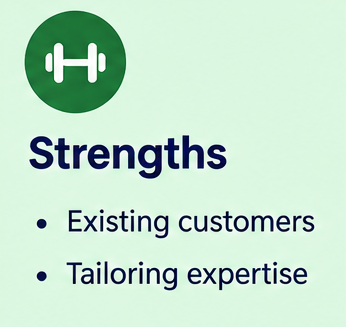 Strengths
• Existing customers
• Tailoring expertise